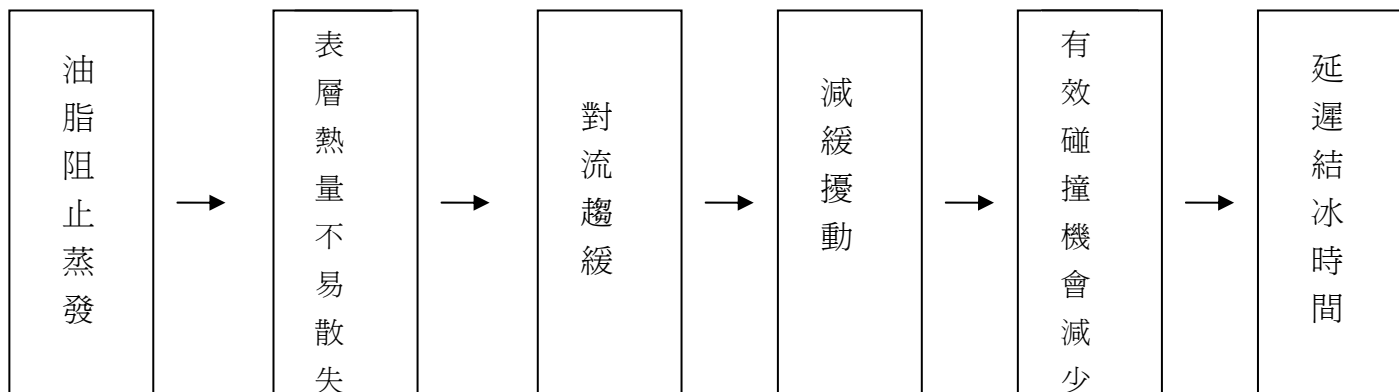 油脂阻止蒸發
表層熱量不易散失
對流趨緩
減緩擾動
有效碰撞機會減少
延遲結冰時間